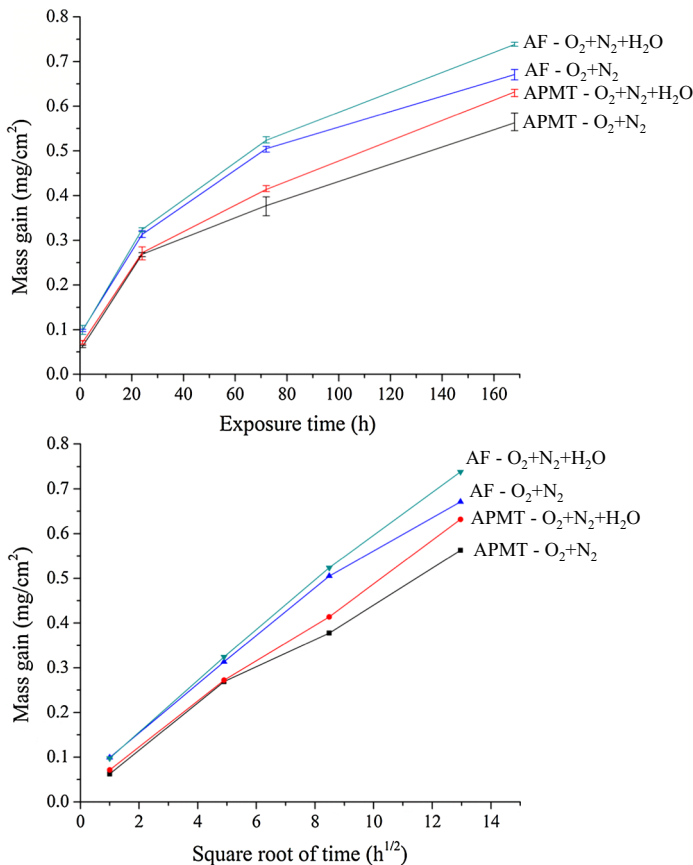 0.8
0.7
0.6
0.5
0.4
0.3
0.2
0.1
0.0
Mass gain (mg/cm²)
AF - O₂+N₂+H₂O
AF - O₂+N₂
APMT - O₂+N₂+H₂O
APMT - O₂+N₂
0 20 40 60 80 100 120 140 160
Exposure time (h)
0.8
0.7
0.6
0.5
0.4
0.3
0.2
0.1
0.0
Mass gain (mg/cm²)
AF - O₂+N₂+H₂O
AF - O₂+N₂
APMT - O₂+N₂+H₂O
APMT - O₂+N₂
0 2 4 6 8 10 12 14
Square root of time (h¹ᐟ²)